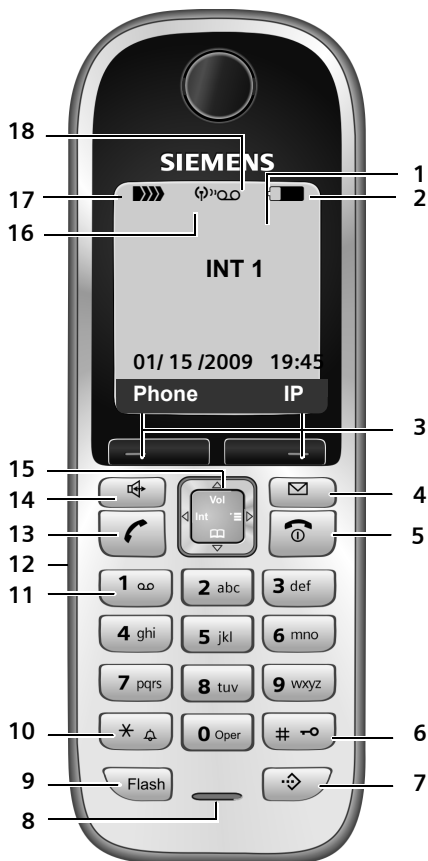 18
SIEMENS
1
17
2
16
INT 1
01/ 15 /2009 19:45
Phone IP
3
15
Vol
14
Int
4
13
5
12
11
1 2 abc 3 def
4 ghi 5 jkl 6 mno
7 pqrs 8 tuv 9 wxyz
10
* 0 Oper #
6
9
Flash
7
8